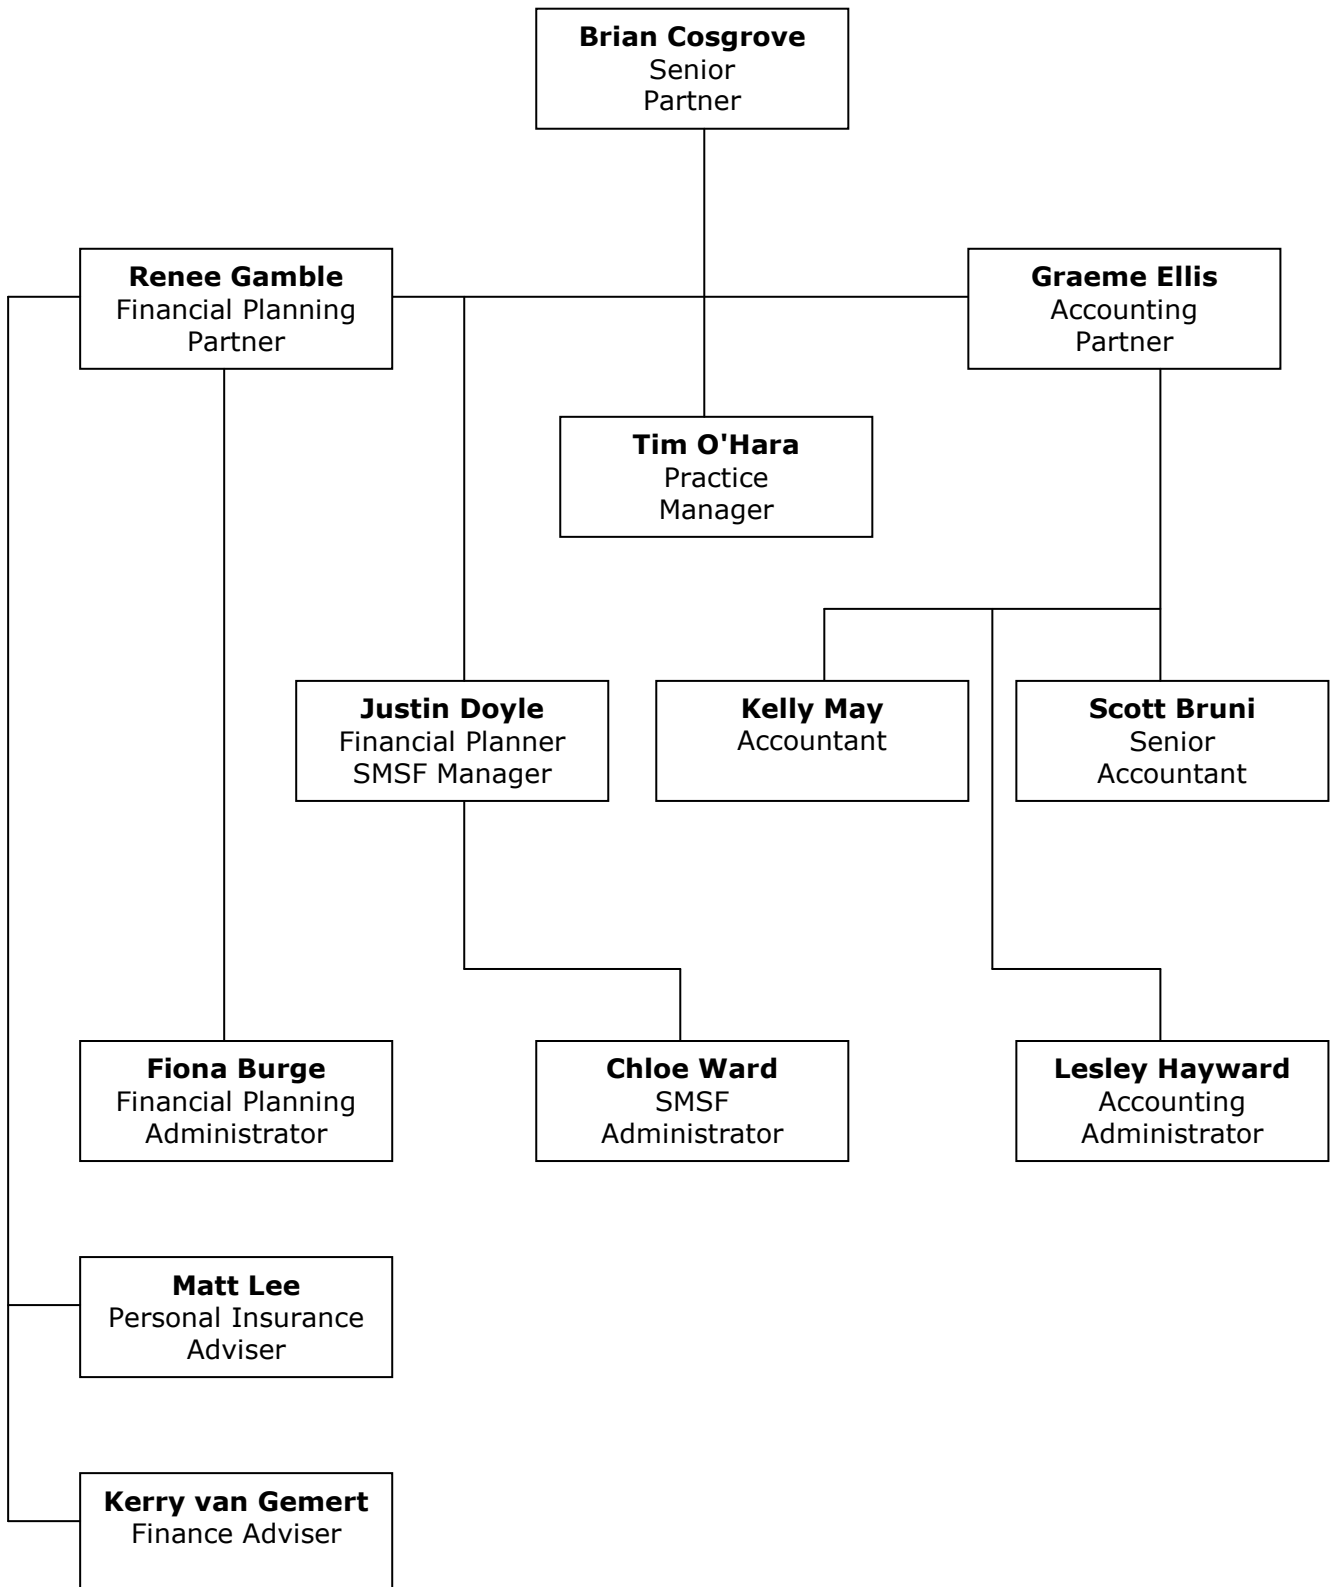 Brian Cosgrove
Senior
Partner
Renee Gamble
Financial Planning
Partner
Graeme Ellis
Accounting
Partner
Tim O'Hara
Practice
Manager
Justin Doyle
Financial Planner
SMSF Manager
Kelly May
Accountant
Scott Bruni
Senior
Accountant
Fiona Burge
Financial Planning
Administrator
Chloe Ward
SMSF
Administrator
Lesley Hayward
Accounting
Administrator
Matt Lee
Personal Insurance
Adviser
Kerry van Gemert
Finance Adviser